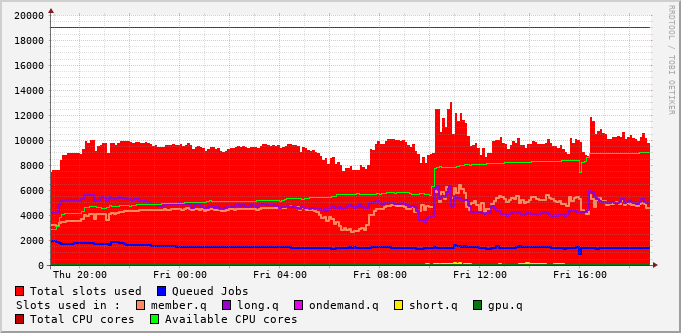 20000
18000
16000
14000
12000
10000
8000
6000
4000
2000
0
Thu 20:00 Fri 00:00 Fri 04:00 Fri 08:00 Fri 12:00 Fri 16:00
Total slots used Queued Jobs
Slots used in : member.q long.q ondemand.q short.q gpu.q
Total CPU cores Available CPU cores
RRDTOOL / TOBI OETIKER